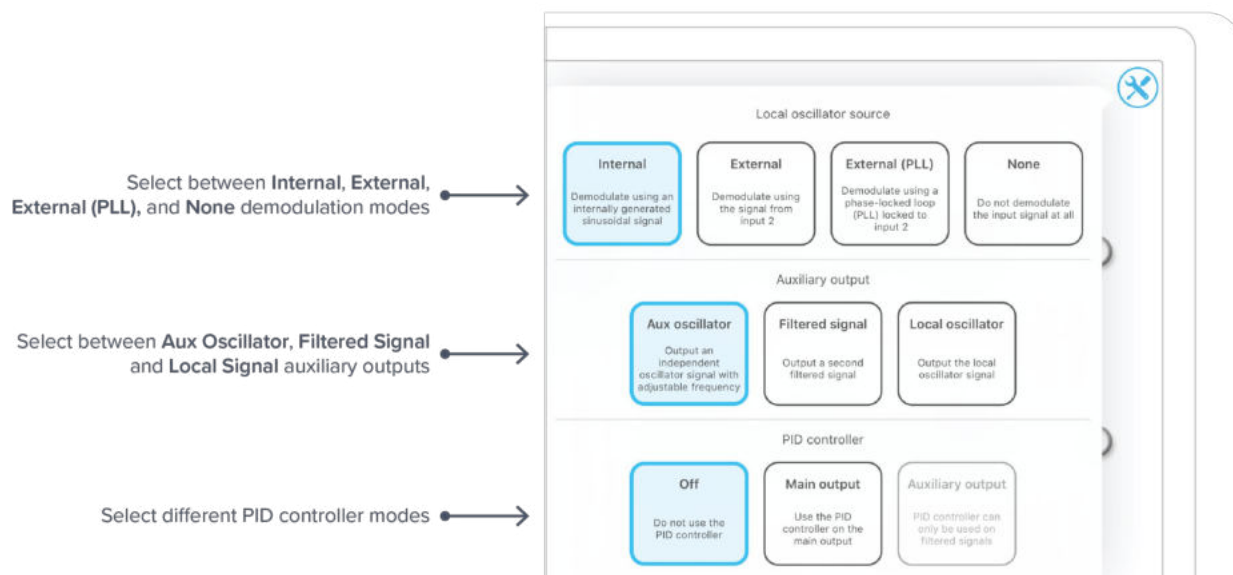 Local oscillator source
Select between Internal, External,
External (PLL), and None demodulation modes
Internal
Demodulate using an
internally generated
sinusoidal signal
External
Demodulate using
the signal from
input 2
External (PLL)
Demodulate using a
phase-locked loop
(PLL) locked to
input 2
None
Do not demodulate
the input signal at all
Auxiliary output
Select between Aux Oscillator, Filtered Signal
and Local Signal auxiliary outputs
Aux oscillator
Output an
independent
oscillator signal with
adjustable frequency
Filtered signal
Output a second
filtered signal
Local oscillator
Output the local
oscillator signal
PID controller
Select different PID controller modes
Off
Do not use the
PID controller
Main output
Use the PID
controller on the
main output
Auxiliary output
PID controller can
only be used on
filtered signals